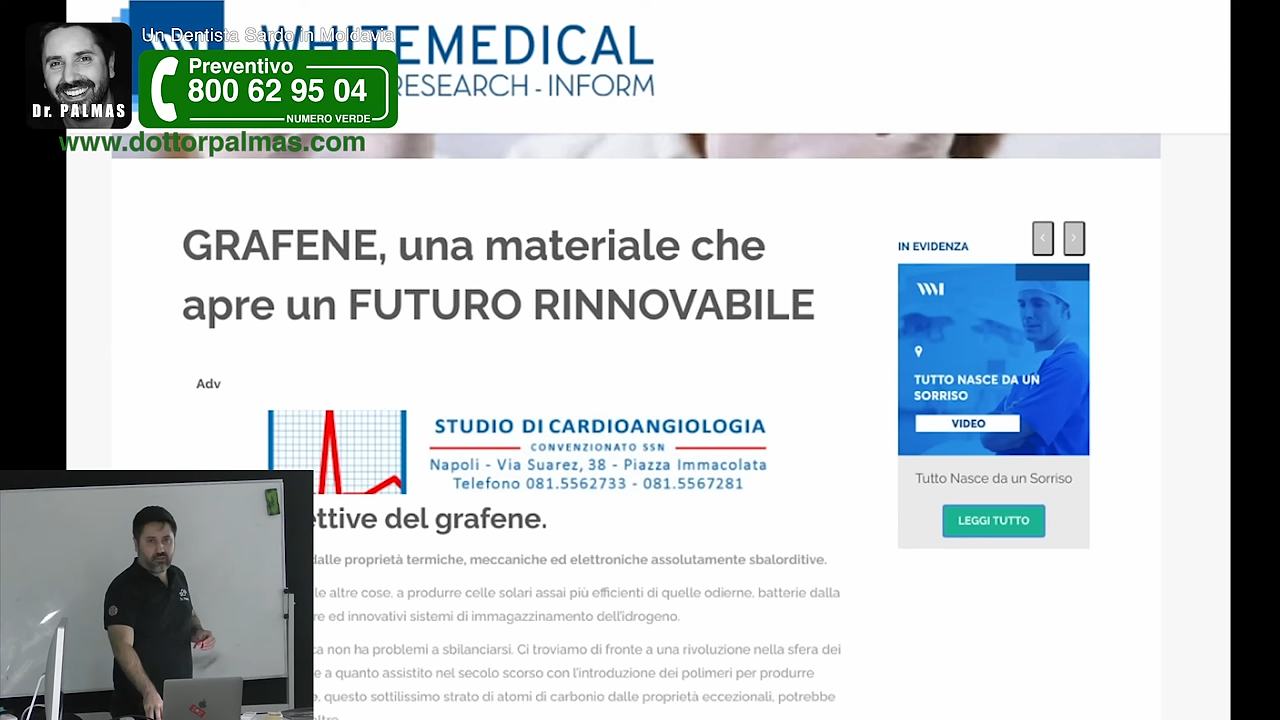 Un Dentista Sardo in Moldavia
WHITEMEDICAL
Preventivo
800 62 95 04
RESEARCH - INFORM
Dr. PALMAS
NUMERO VERDE
www.dottorpalmas.com
GRAFENE, una materiale che
apre un FUTURO RINNOVABILE
IN EVIDENZA
TUTTO NASCE DA UN
SORRISO
VIDEO
Tutto Nasce da un Sorriso
LEGGI TUTTO
Adv
STUDIO DI CARDIOANGIOLOGIA
CONVENZIONATO SSN
Napoli - Via Suarez, 38 - Piazza Immacolata
Telefono 081.5562733 - 081.5567281
ettive del grafene.
dalle proprietà termiche, meccaniche ed elettroniche assolutamente sbalorditive.
le altre cose, a produrre celle solari assai più efficienti di quelle odierne, batterie dalla
re ed innovativi sistemi di immagazzinamento dell'idrogeno.
ca non ha problemi a sbilanciarsi. Ci troviamo di fronte a una rivoluzione nella sfera dei
e a quanto assistito nel secolo scorso con l'introduzione dei polimeri per produrre
questo sottilissimo strato di atomi di carbonio dalle proprietà eccezionali, potrebbe